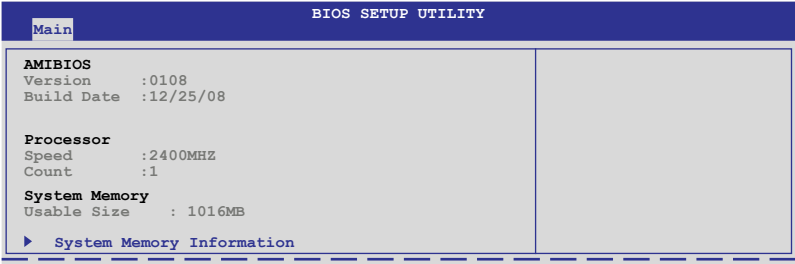 BIOS SETUP UTILITY
Main
AMIBIOS
Version :0108
Build Date :12/25/08
Processor
Speed :2400MHZ
Count :1
System Memory
Usable Size : 1016MB
System Memory Information